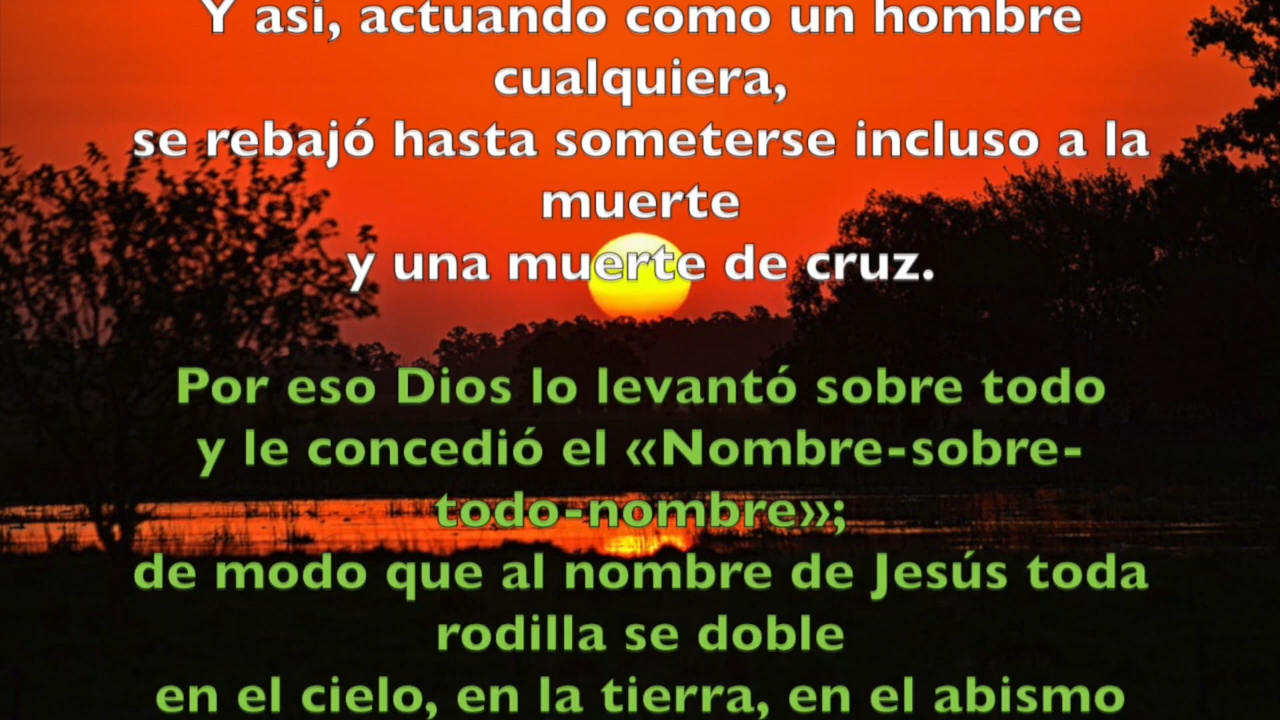 Y así, actuando como un hombre
cualquiera,
se rebajó hasta someterse incluso a la
muerte
y una muerte de cruz.
Por eso Dios lo levantó sobre todo
y le concedió el «Nombre-sobre-
todo-nombre»;
de modo que al nombre de Jesús toda
rodilla se doble
en el cielo, en la tierra, en el abismo